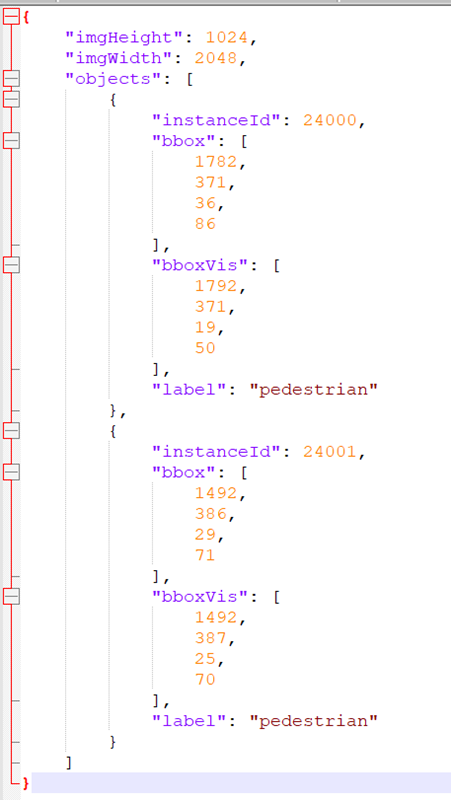 {
"imgHeight": 1024,
"imgWidth": 2048,
"objects": [
{
"instanceId": 24000,
"bbox": [
1782,
371,
36,
86
],
"bboxVis": [
1792,
371,
19,
50
],
"label": "pedestrian"
},
{
"instanceId": 24001,
"bbox": [
1492,
386,
29,
71
],
"bboxVis": [
1492,
387,
25,
70
],
"label": "pedestrian"
}
]
}